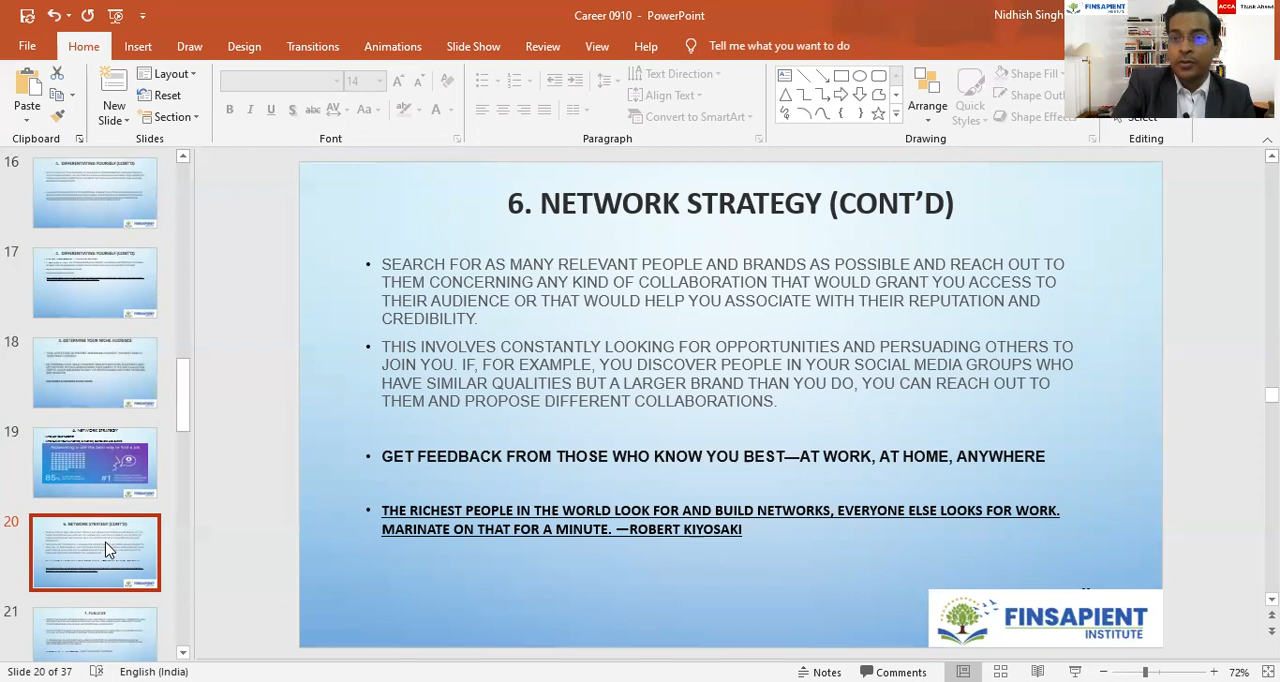 Career 0910 - PowerPoint
Nidhish Singh
FINSAPIENT
ACCA Think Ahead
File Home Insert Draw Design Transitions Animations Slide Show Review View Help Tell me what you want to do
Paste
New
Slide
Layout
Reset
Section
14
B I U S abc AV Aa A
Text Direction
Align Text
Convert to SmartArt
Arrange
Quick
Styles
Shape Fill
Shape Out
Shape Effects
Select
Clipboard Slides Font Paragraph Drawing Editing
16
17
18
19
20
21
6. NETWORK STRATEGY (CONT'D)
• SEARCH FOR AS MANY RELEVANT PEOPLE AND BRANDS AS POSSIBLE AND REACH OUT TO
THEM CONCERNING ANY KIND OF COLLABORATION THAT WOULD GRANT YOU ACCESS TO
THEIR AUDIENCE OR THAT WOULD HELP YOU ASSOCIATE WITH THEIR REPUTATION AND
CREDIBILITY.
• THIS INVOLVES CONSTANTLY LOOKING FOR OPPORTUNITIES AND PERSUADING OTHERS TO
JOIN YOU. IF, FOR EXAMPLE, YOU DISCOVER PEOPLE IN YOUR SOCIAL MEDIA GROUPS WHO
HAVE SIMILAR QUALITIES BUT A LARGER BRAND THAN YOU DO, YOU CAN REACH OUT TO
THEM AND PROPOSE DIFFERENT COLLABORATIONS.
• GET FEEDBACK FROM THOSE WHO KNOW YOU BEST—AT WORK, AT HOME, ANYWHERE
• THE RICHEST PEOPLE IN THE WORLD LOOK FOR AND BUILD NETWORKS, EVERYONE ELSE LOOKS FOR WORK.
MARINATE ON THAT FOR A MINUTE. —ROBERT KIYOSAKI
FINSAPIENT
INSTITUTE
Slide 20 of 37 English (India) Notes Comments 72%